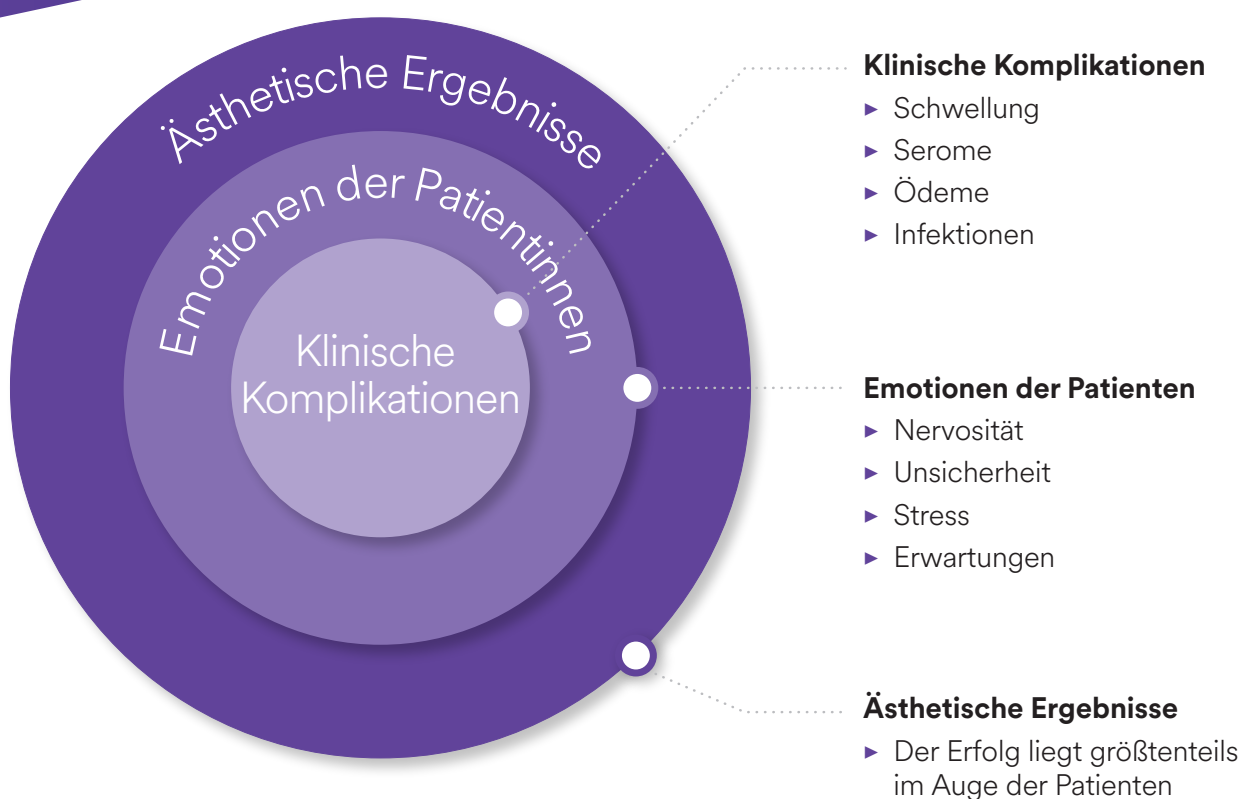 Ästhetische Ergebnisse
Emotionen der Patientinnen
Klinische
Komplikationen
Klinische Komplikationen
► Schwellung
► Serome
► Ödeme
► Infektionen
Emotionen der Patienten
► Nervosität
► Unsicherheit
► Stress
► Erwartungen
Ästhetische Ergebnisse
► Der Erfolg liegt größtenteils
im Auge der Patienten